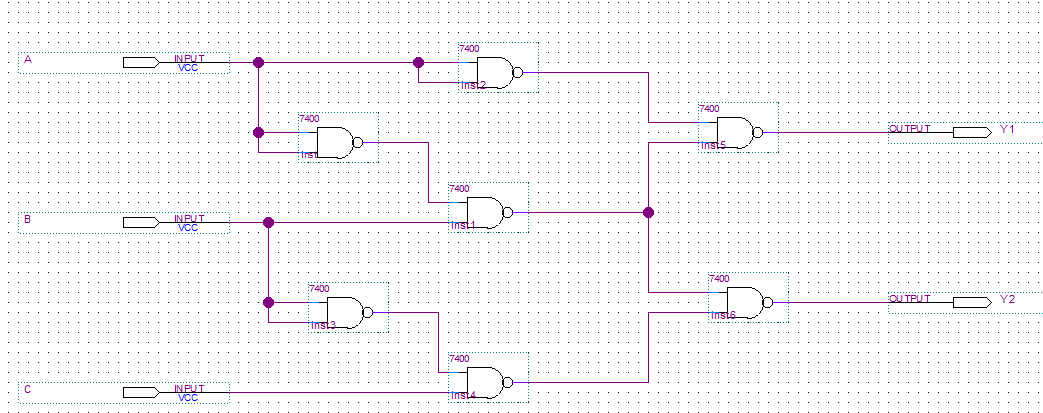 7400
A INPUT
VCC
inst2
7400
7400
OUTPUT Y1
inst
inst5
7400
B INPUT
VCC
inst1
7400
7400
OUTPUT Y2
inst3
inst6
7400
C INPUT
VCC
inst4